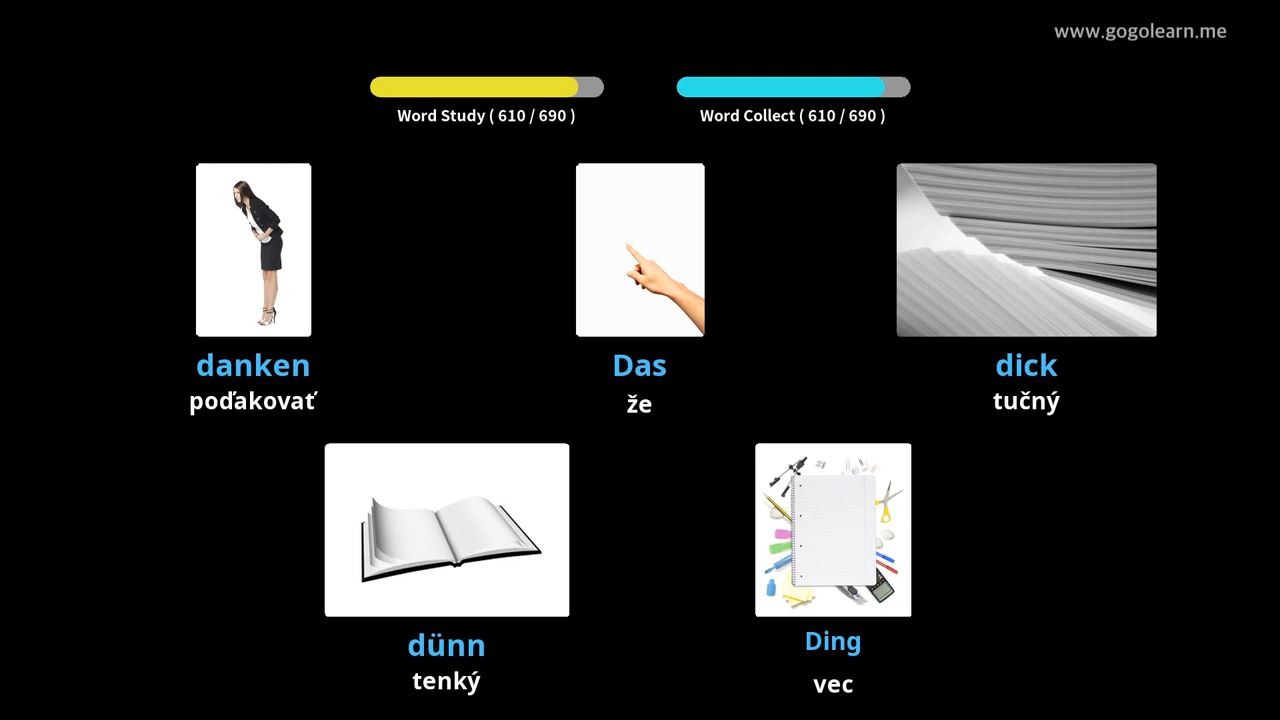 www.gogolearn.me
Word Study ( 610 / 690 )
Word Collect ( 610 / 690 )
danken
poďakovať
Das
že
dick
tučný
dünn
tenký
Ding
vec